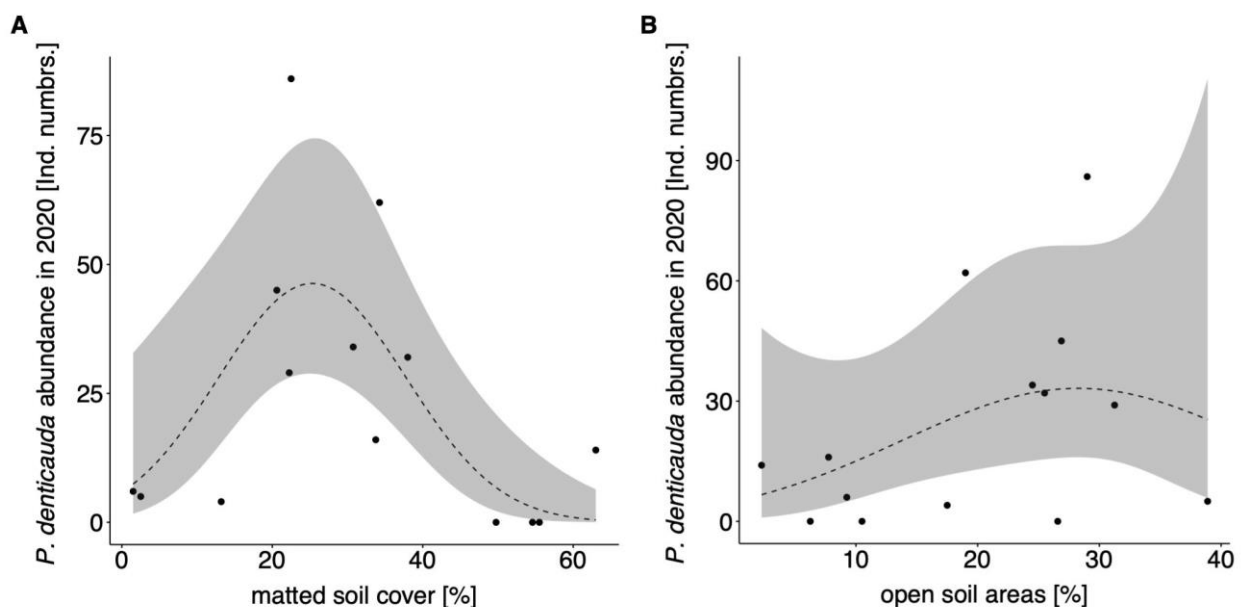 A
P. denticauda abundance in 2020 [Ind. numbrs.]
75
50
25
0
0
20
40
60
matted soil cover [%]
B
P. denticauda abundance in 2020 [Ind. numbrs.]
90
60
30
0
10
20
30
40
open soil areas [%]